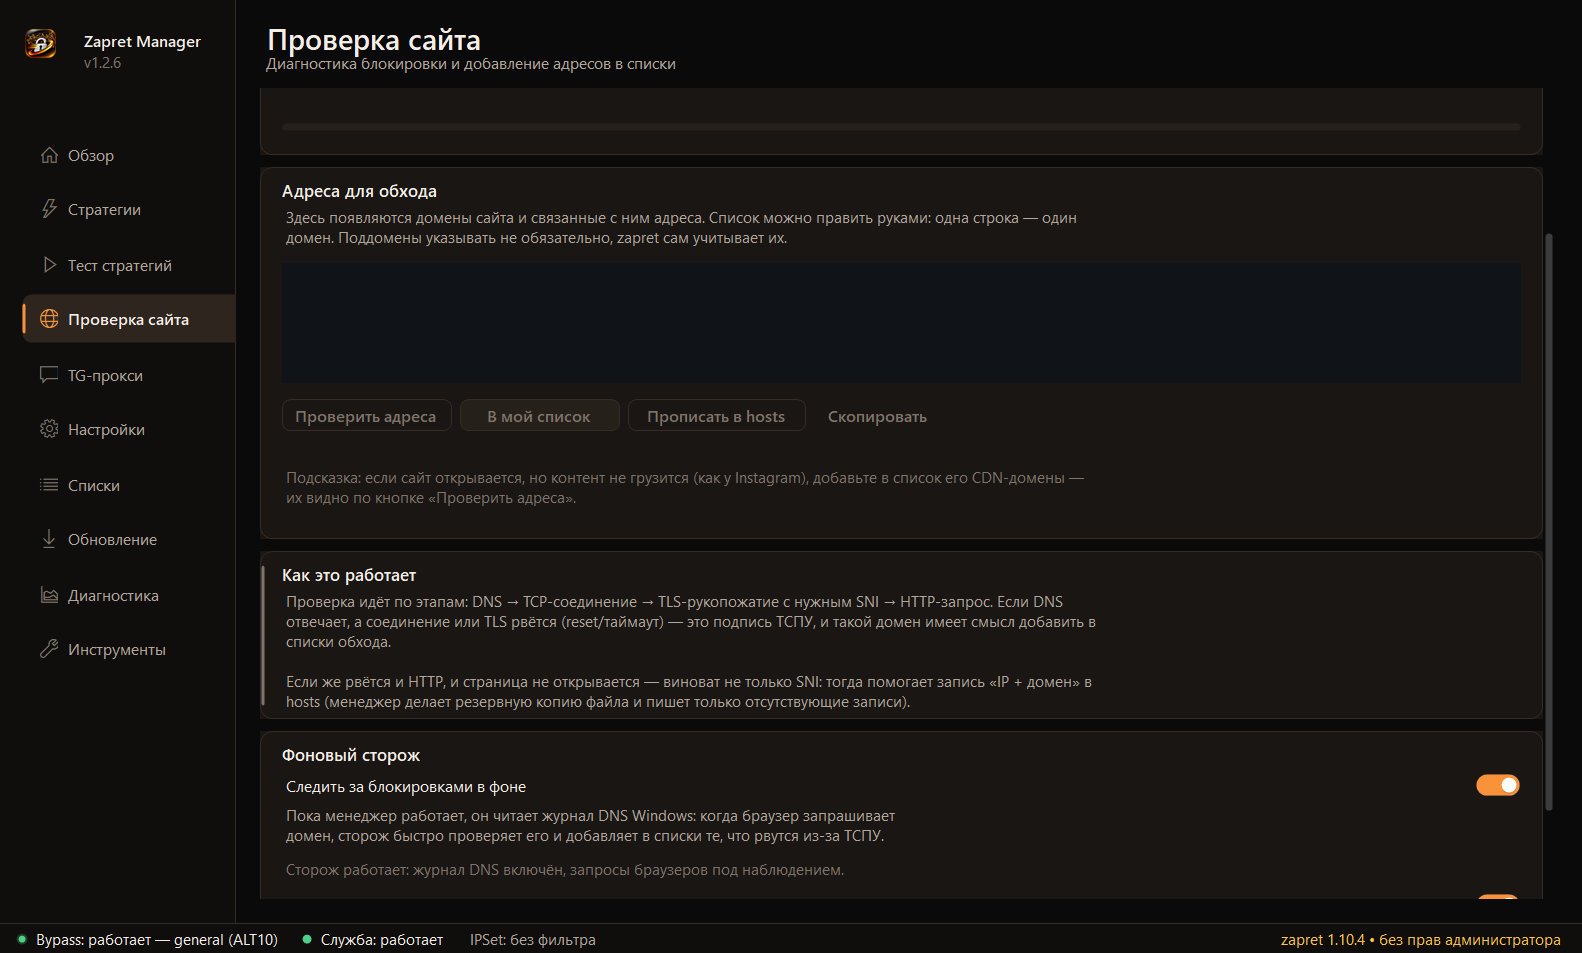 Zapret Manager
v1.2.6
Обзор
Стратегии
Тест стратегий
Проверка сайта
TG-прокси
Настройки
Списки
Обновление
Диагностика
Инструменты
Проверка сайта
Диагностика блокировки и добавление адресов в списки
Адреса для обхода
Здесь появляются домены сайта и связанные с ним адреса. Список можно править руками: одна строка — один
домен. Поддомены указывать не обязательно, zapret сам учитывает их.
Проверить адреса
В мой список
Прописать в hosts
Скопировать
Подсказка: если сайт открывается, но контент не грузится (как у Instagram), добавьте в список его CDN-домены —
их видно по кнопке «Проверить адреса».
Как это работает
Проверка идёт по этапам: DNS → TCP-соединение → TLS-рукопожатие с нужным SNI → HTTP-запрос. Если DNS
отвечает, а соединение или TLS рвётся (reset/таймаут) — это подпись ТСПУ, и такой домен имеет смысл добавить в
списки обхода.
Если же рвётся и HTTP, и страница не открывается — виноват не только SNI: тогда помогает запись «IP + домен» в
hosts (менеджер делает резервную копию файла и пишет только отсутствующие записи).
Фоновый сторож
Следить за блокировками в фоне
Пока менеджер работает, он читает журнал DNS Windows: когда браузер запрашивает
домен, сторож быстро проверяет его и добавляет в списки те, что рвутся из-за ТСПУ.
Сторож работает: журнал DNS включён, запросы браузеров под наблюдением.
Bypass: работает — general (ALT10)
Служба: работает
IPSet: без фильтра
zapret 1.10.4 • без прав администратора